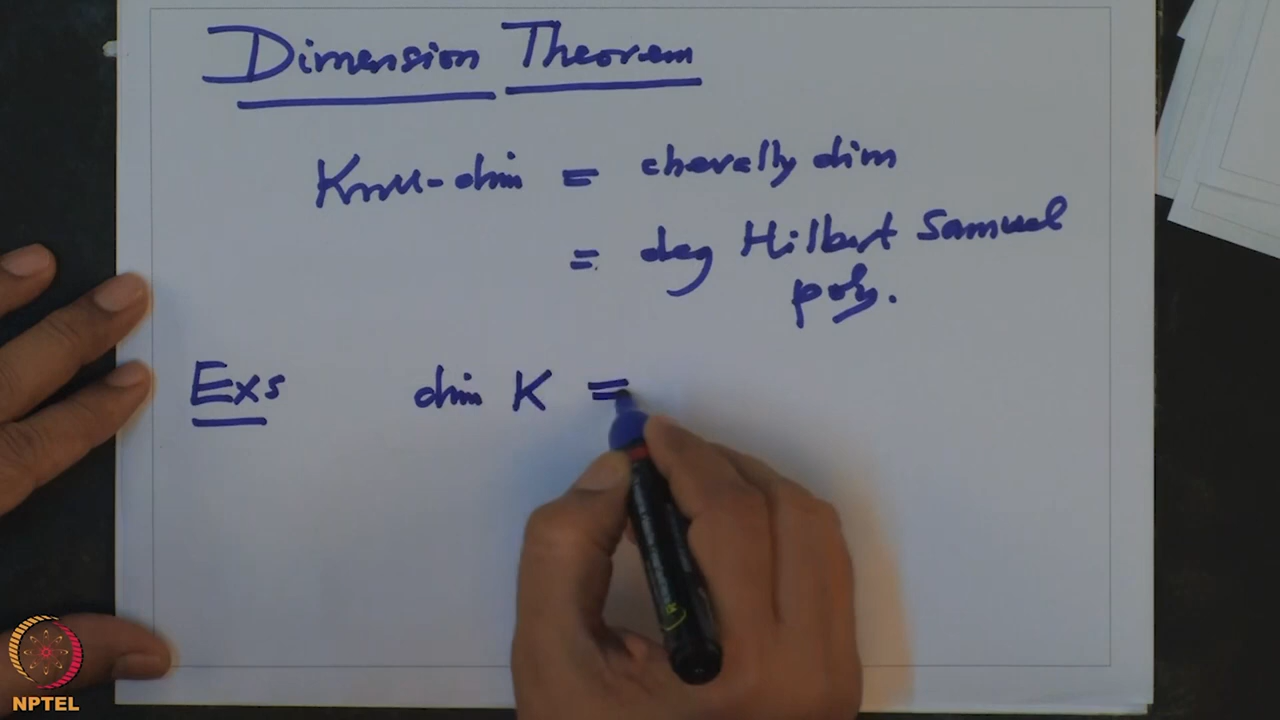 Dimension Theorem
Krull-dim = chevally dim
= deg Hilbert Samuel
poly.
Exs dim K =
NPTEL